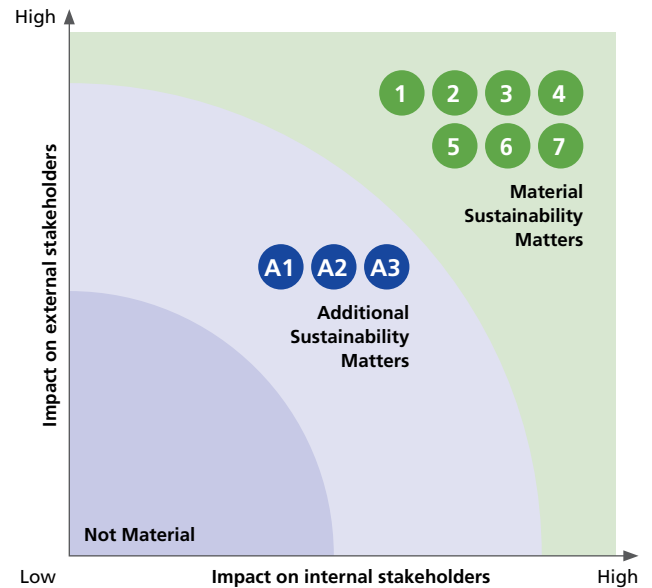 High
1 2 3 4
5 6 7
Material
Sustainability
Matters
A1 A2 A3
Additional
Sustainability
Matters
Impact on external stakeholders
Not Material
Low
Impact on internal stakeholders
High